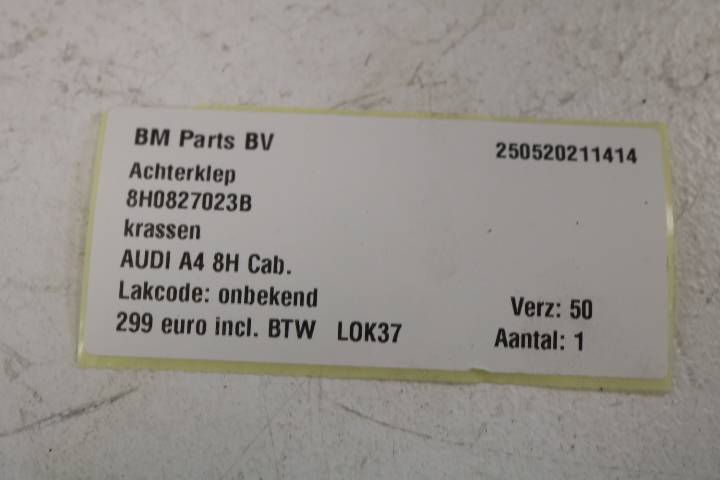 BM Parts BV
250520211414
Achterklep
8H0827023B
krassen
AUDI A4 8H Cab.
Lakcode: onbekend
Verz: 50
299 euro incl. BTW LOK37
Aantal: 1